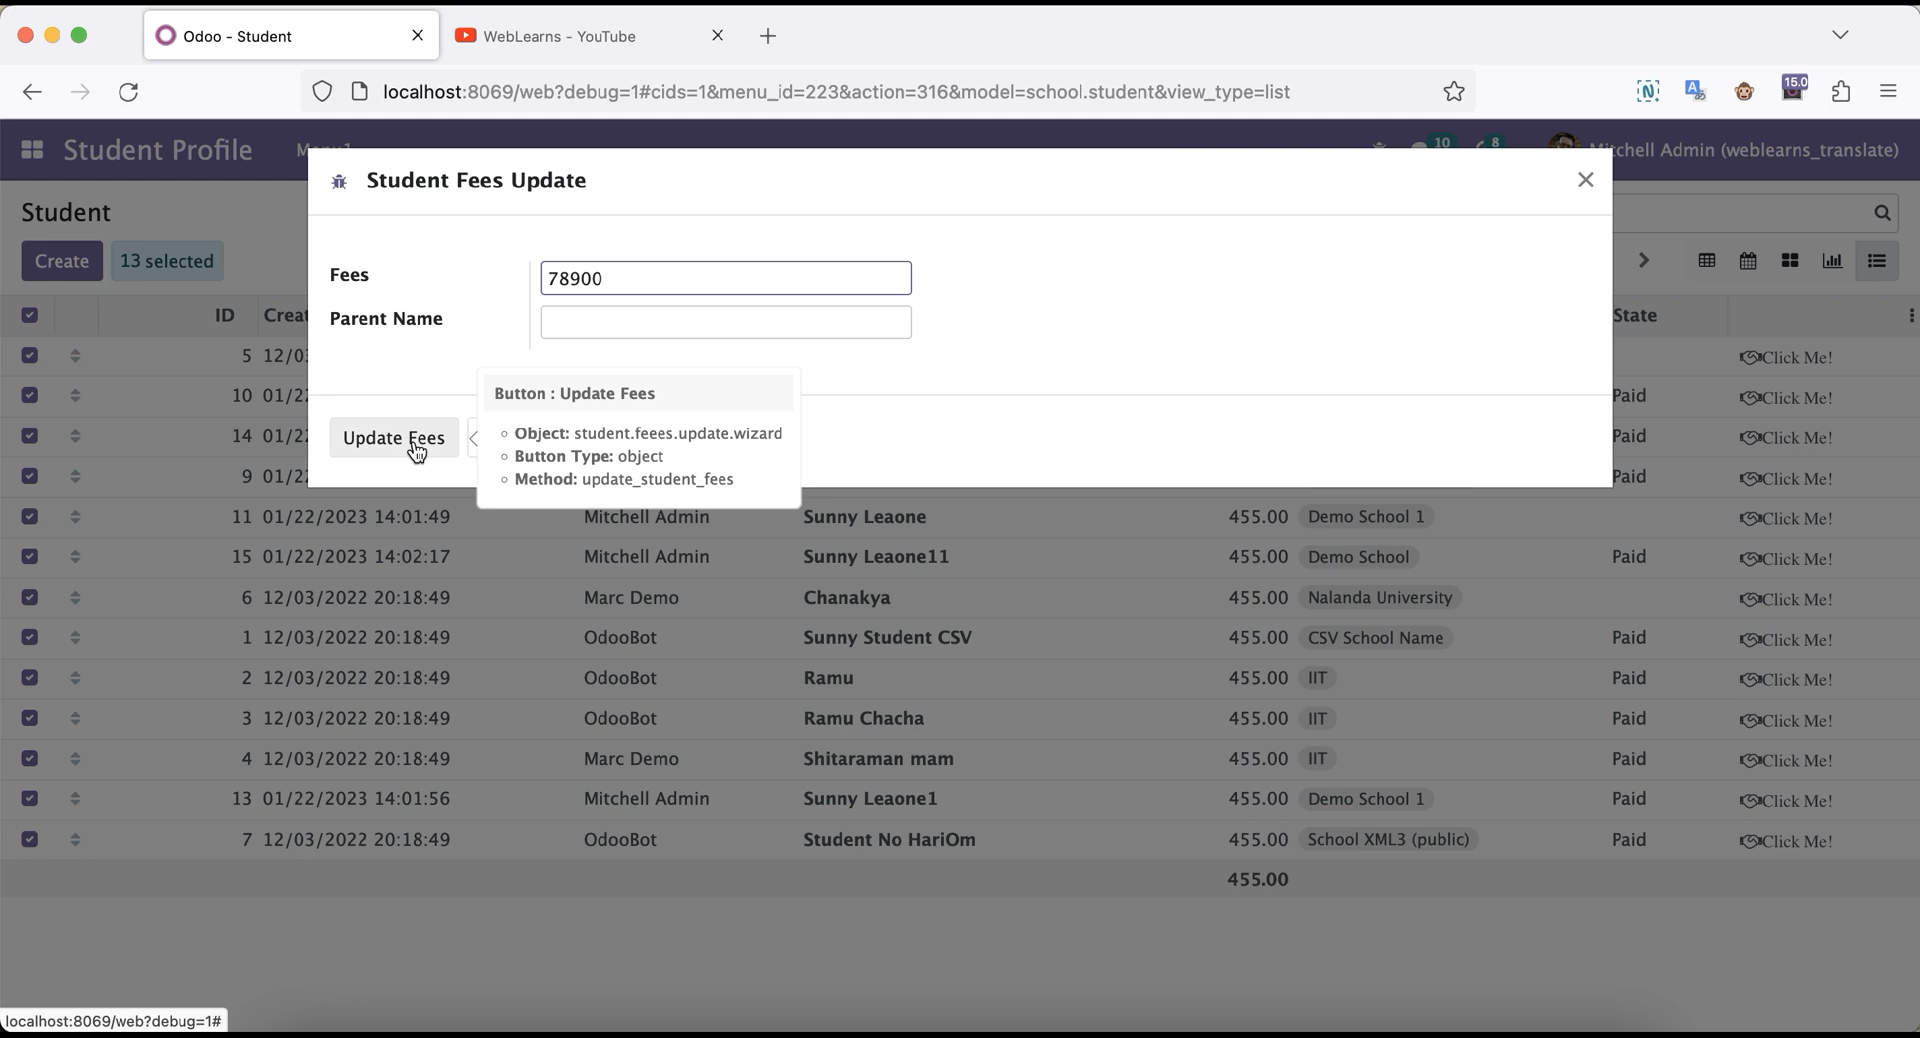 Odoo - Student
WebLearns - YouTube
localhost:8069/web?debug=1#cids=1&menu_id=223&action=316&model=school.student&view_type=list
15.0
Student Profile
10
8
Mitchell Admin (weblearns_translate)
Student Fees Update
Student
Create
13 selected
Fees
78900
Parent Name
ID
State
5 12/03
Click Me!
10 01/22
Paid
Click Me!
Button : Update Fees
14 01/22
Update Fees
Object: student.feees.update.wizard
Paid
Click Me!
Button Type: object
9 01/22
Method: update_student_fees
Paid
Click Me!
11 01/22/2023 14:01:49 Mitchell Admin Sunny Leaone 455.00 Demo School 1 Click Me!
15 01/22/2023 14:02:17 Mitchell Admin Sunny Leaone11 455.00 Demo School Paid Click Me!
6 12/03/2022 20:18:49 Marc Demo Chanakya 455.00 Nalanda University Click Me!
1 12/03/2022 20:18:49 OdooBot Sunny Student CSV 455.00 CSV School Name Paid Click Me!
2 12/03/2022 20:18:49 OdooBot Ramu 455.00 IIT Paid Click Me!
3 12/03/2022 20:18:49 OdooBot Ramu Chacha 455.00 IIT Paid Click Me!
4 12/03/2022 20:18:49 Marc Demo Shitaraman mam 455.00 IIT Paid Click Me!
13 01/22/2023 14:01:56 Mitchell Admin Sunny Leaone1 455.00 Demo School 1 Paid Click Me!
7 12/03/2022 20:18:49 OdooBot Student No HariOm 455.00 School XML3 (public) Paid Click Me!
455.00
localhost:8069/web?debug=1#